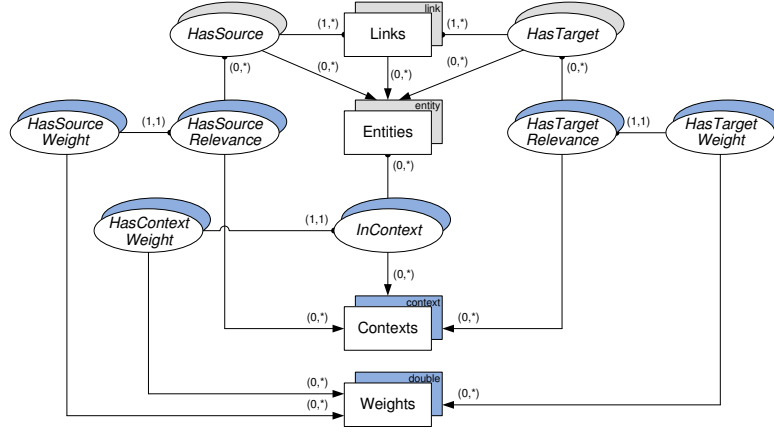 link
HasSource
(1,*)
Links
(1,*)
HasTarget
(0,*)
(0,*)
(0,*)
(0,*)
(0,*)
entity
HasSource
Weight
(1,1)
HasSource
Relevance
Entities
HasTarget
Relevance
(1,1)
HasTarget
Weight
(0,*)
HasContext
Weight
(1,1)
InContext
(0,*)
context
(0,*)
Contexts
(0,*)
double
(0,*)
Weights
(0,*)
(0,*)